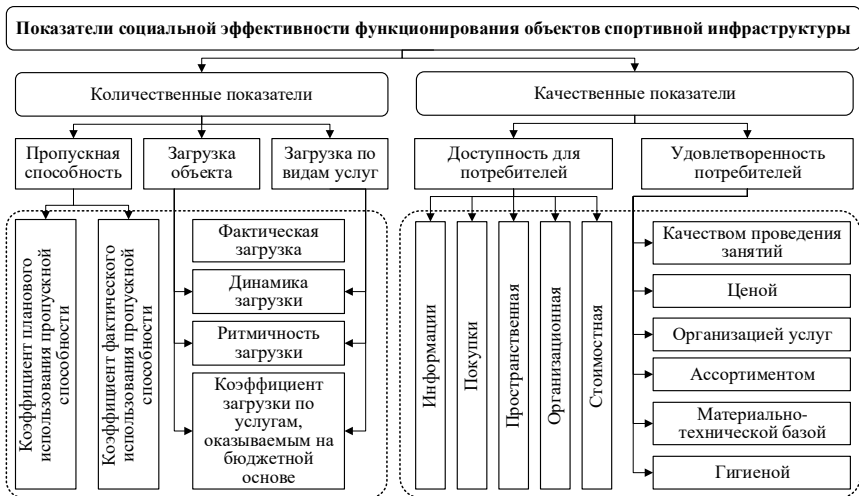 Показатели социальной эффективности функционирования объектов спортивной инфраструктуры
Количественные показатели
Качественные показатели
Пропускная
способность
Загрузка
объекта
Загрузка по
видам услуг
Доступность для
потребителей
Удовлетворенность
потребителей
Коэффициент планового
использования пропускной
способности
Коэффициент фактического
использования пропускной
способности
Фактическая
загрузка
Динамика
загрузки
Ритмичность
загрузки
Коэффициент
загрузки по
услугам,
оказываемым на
бюджетной
основе
Информации
Покупки
Пространственная
Организационная
Стоимостная
Качеством проведения
занятий
Ценой
Организацией услуг
Ассортиментом
Материально-
технической базой
Гигиеной